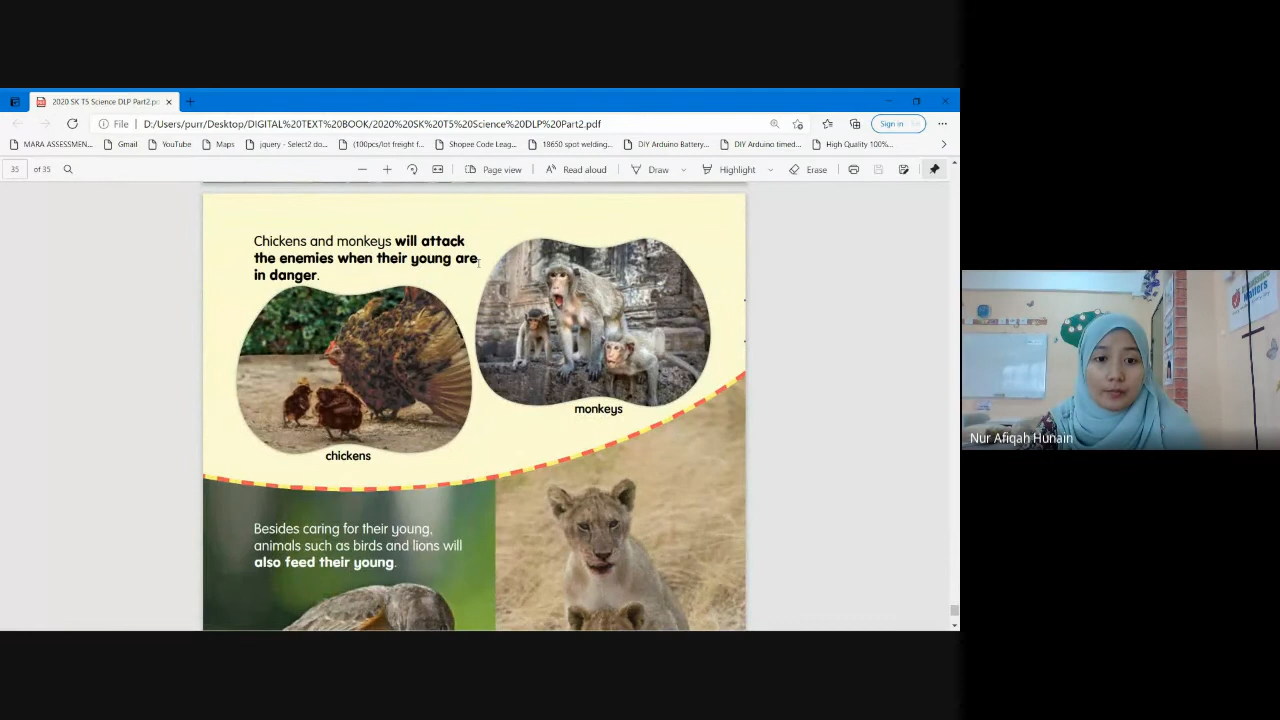 2020 SK T5 Science DLP Part2.p
File
D:/Users/purr/Desktop/DIGITAL%20TEXT%20BOOK/2020%20SK%20T5%20Science%20DLP%20Part2.pdf
Sign in
MARA ASSESSMEN...
Gmail
YouTube
Maps
jquery - Select2 do...
(100pcs/lot freight f...
Shopee Code Leag...
18650 spot welding...
DiY Arduino Battery...
DIY Arduino timed...
High Quality 100%...
35 of 35
Page view
Read aloud
Draw
Highlight
Erase
Chickens and monkeys will attack
the enemies when their young are
in danger.
monkeys
chickens
Besides caring for their young,
animals such as birds and lions will
also feed their young.
Nur Afiqah Hunain